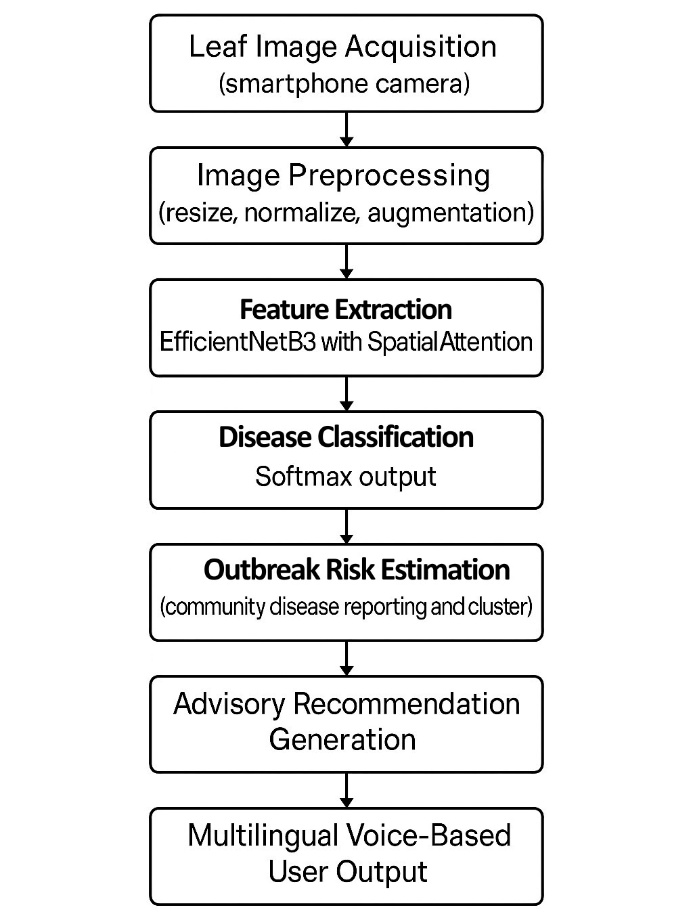 Leaf Image Acquisition
(smartphone camera)
Image Preprocessing
(resize, normalize, augmentation)
Feature Extraction
EfficientNetB3 with SpatialAttention
Disease Classification
Softmax output
Outbreak Risk Estimation
(community disease reporting and cluster)
Advisory Recommendation
Generation
Multilingual Voice-Based
User Output